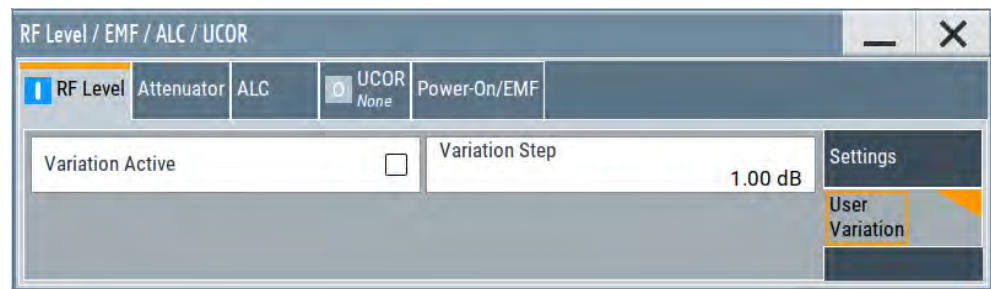 RF Level / EMF / ALC / UCOR
I RF Level Attenuator ALC 0 UCOR None Power-On/EMF
Variation Active
Variation Step
1.00 dB
Settings
User
Variation